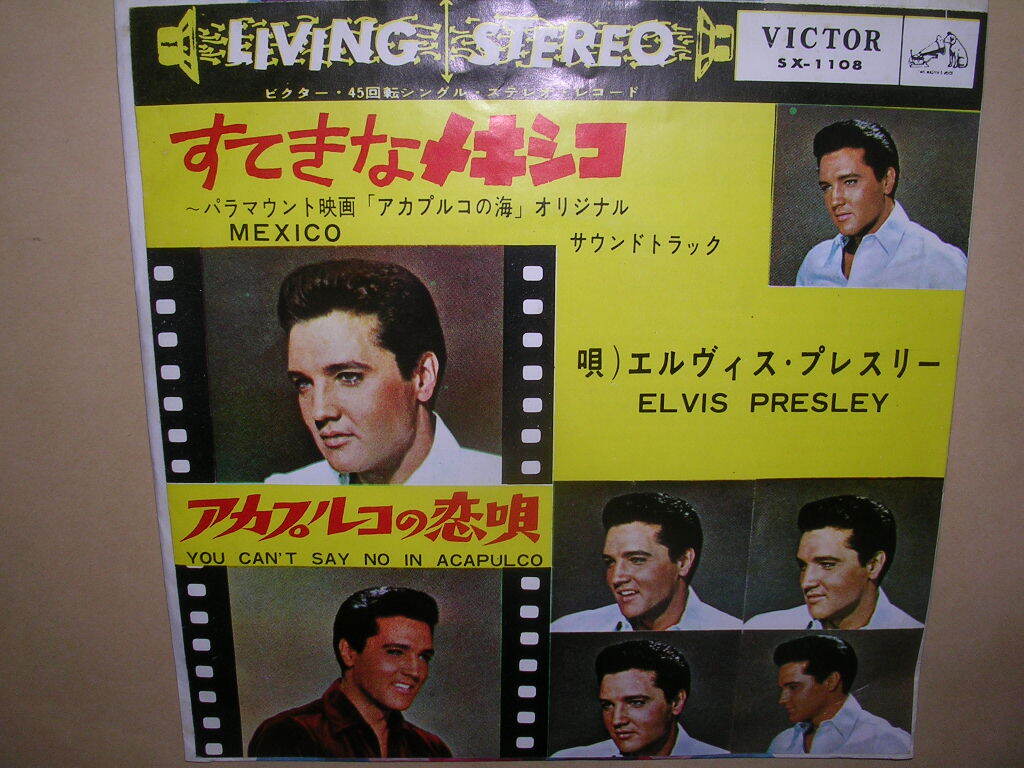 LIVING STEREO
VICTOR
SX-1108
ビクター・45回転シングル・ステレオ・レコード
すてきなメキシコ
〜パラマウント映画「アカプルコの海」オリジナル
サウンドトラック
MEXICO
唄)エルヴィス・プレスリー
ELVIS PRESLEY
アカプルコの恋唄
YOU CAN'T SAY NO IN ACAPULCO